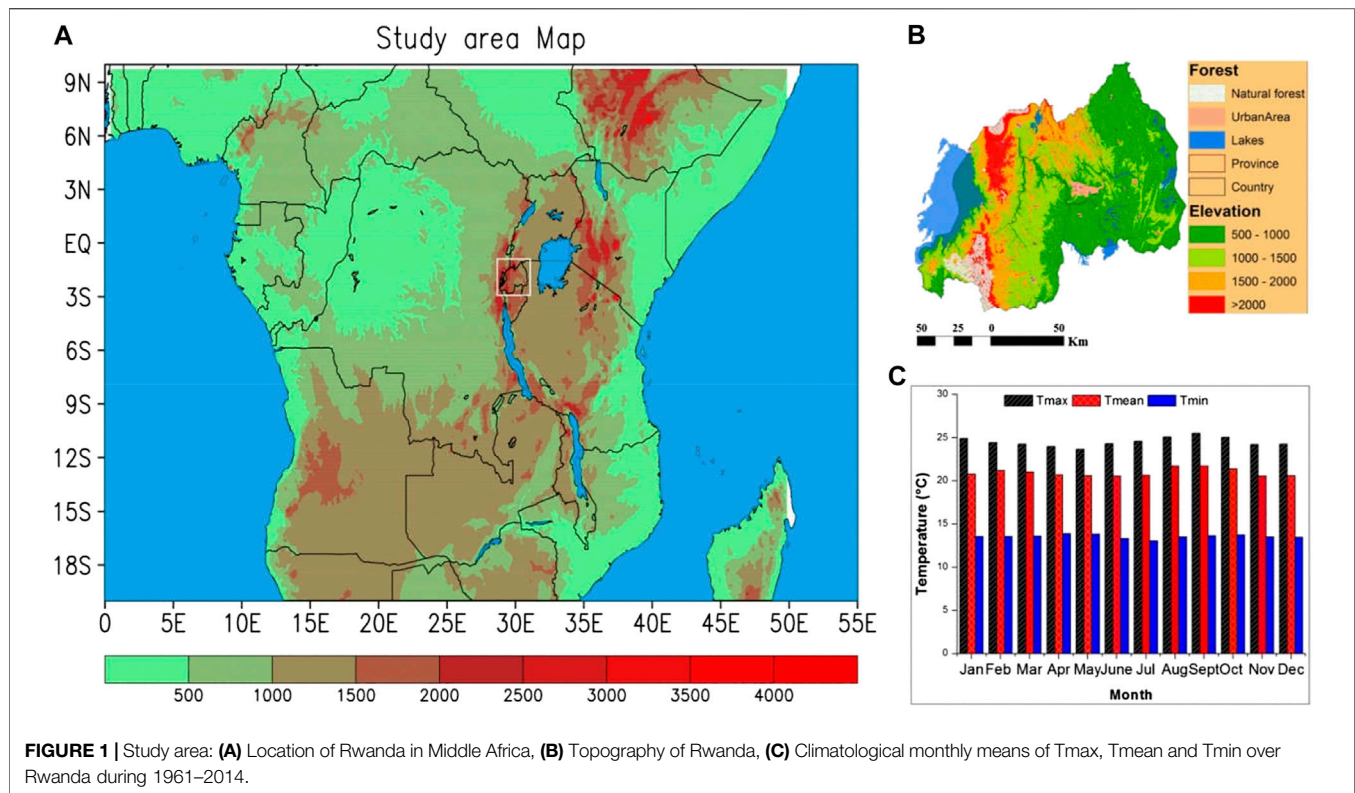 A
Study area Map
9N
6N
3N
EQ
3S
6S
9S
12S
15S
18S
0 5E 10E 15E 20E 25E 30E 35E 40E 45E 50E 55E
500 1000 1500 2000 2500 3000 3500 4000
B
Forest
Natural forest
UrbanArea
Lakes
Province
Country
Elevation
500 - 1000
1000 - 1500
1500 - 2000
>2000
50 25 0 50
Km
C
Tmax Tmean Tmin
Temperature (°C)
30
25
20
15
10
5
0
Jan Feb Mar Apr May June Jul Aug Sept Oct Nov Dec
Month
FIGURE 1 | Study area: (A) Location of Rwanda in Middle Africa, (B) Topography of Rwanda, (C) Climatological monthly means of Tmax, Tmean and Tmin over
Rwanda during 1961–2014.